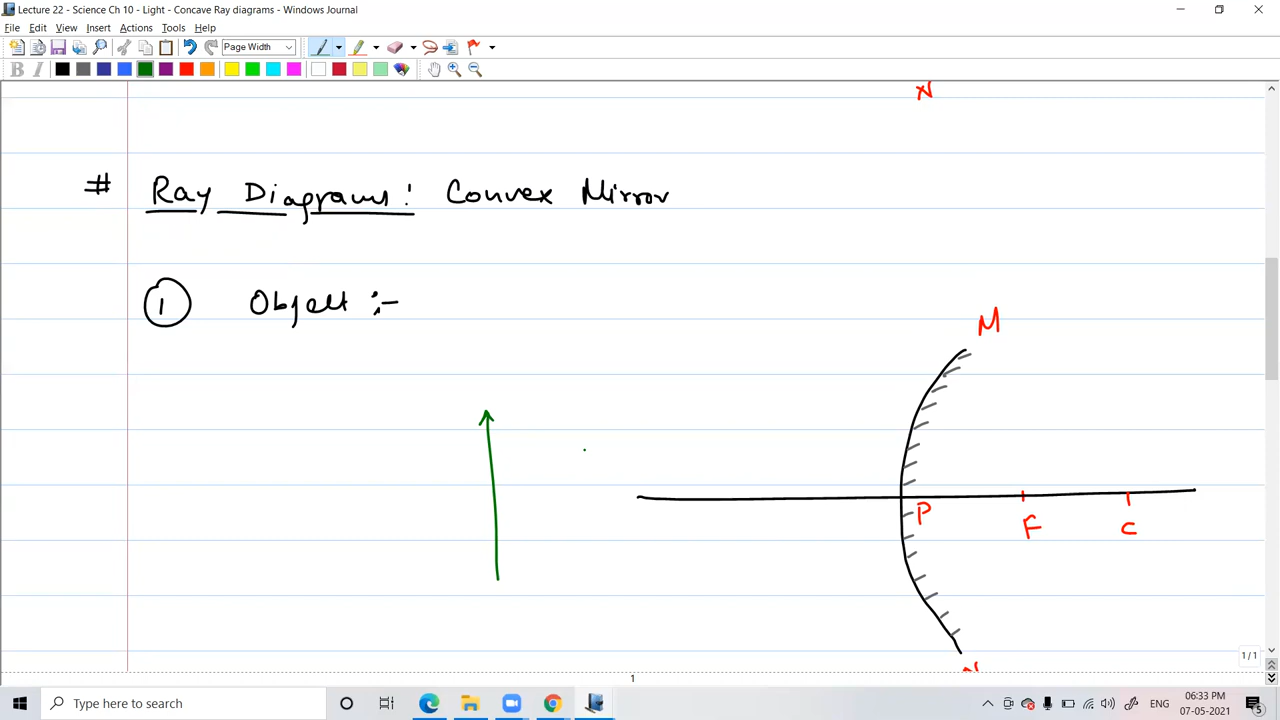 Lecture 22 - Science Ch 10 - Light - Concave Ray diagrams - Windows Journal
File Edit View Insert Actions Tools Help
Page Width
B I
N
# Ray Diagrams: Convex Mirror
1 Object :-
M
P F C
N
1/1
1
Type here to search
ENG
06:33 PM
07-05-2021
5